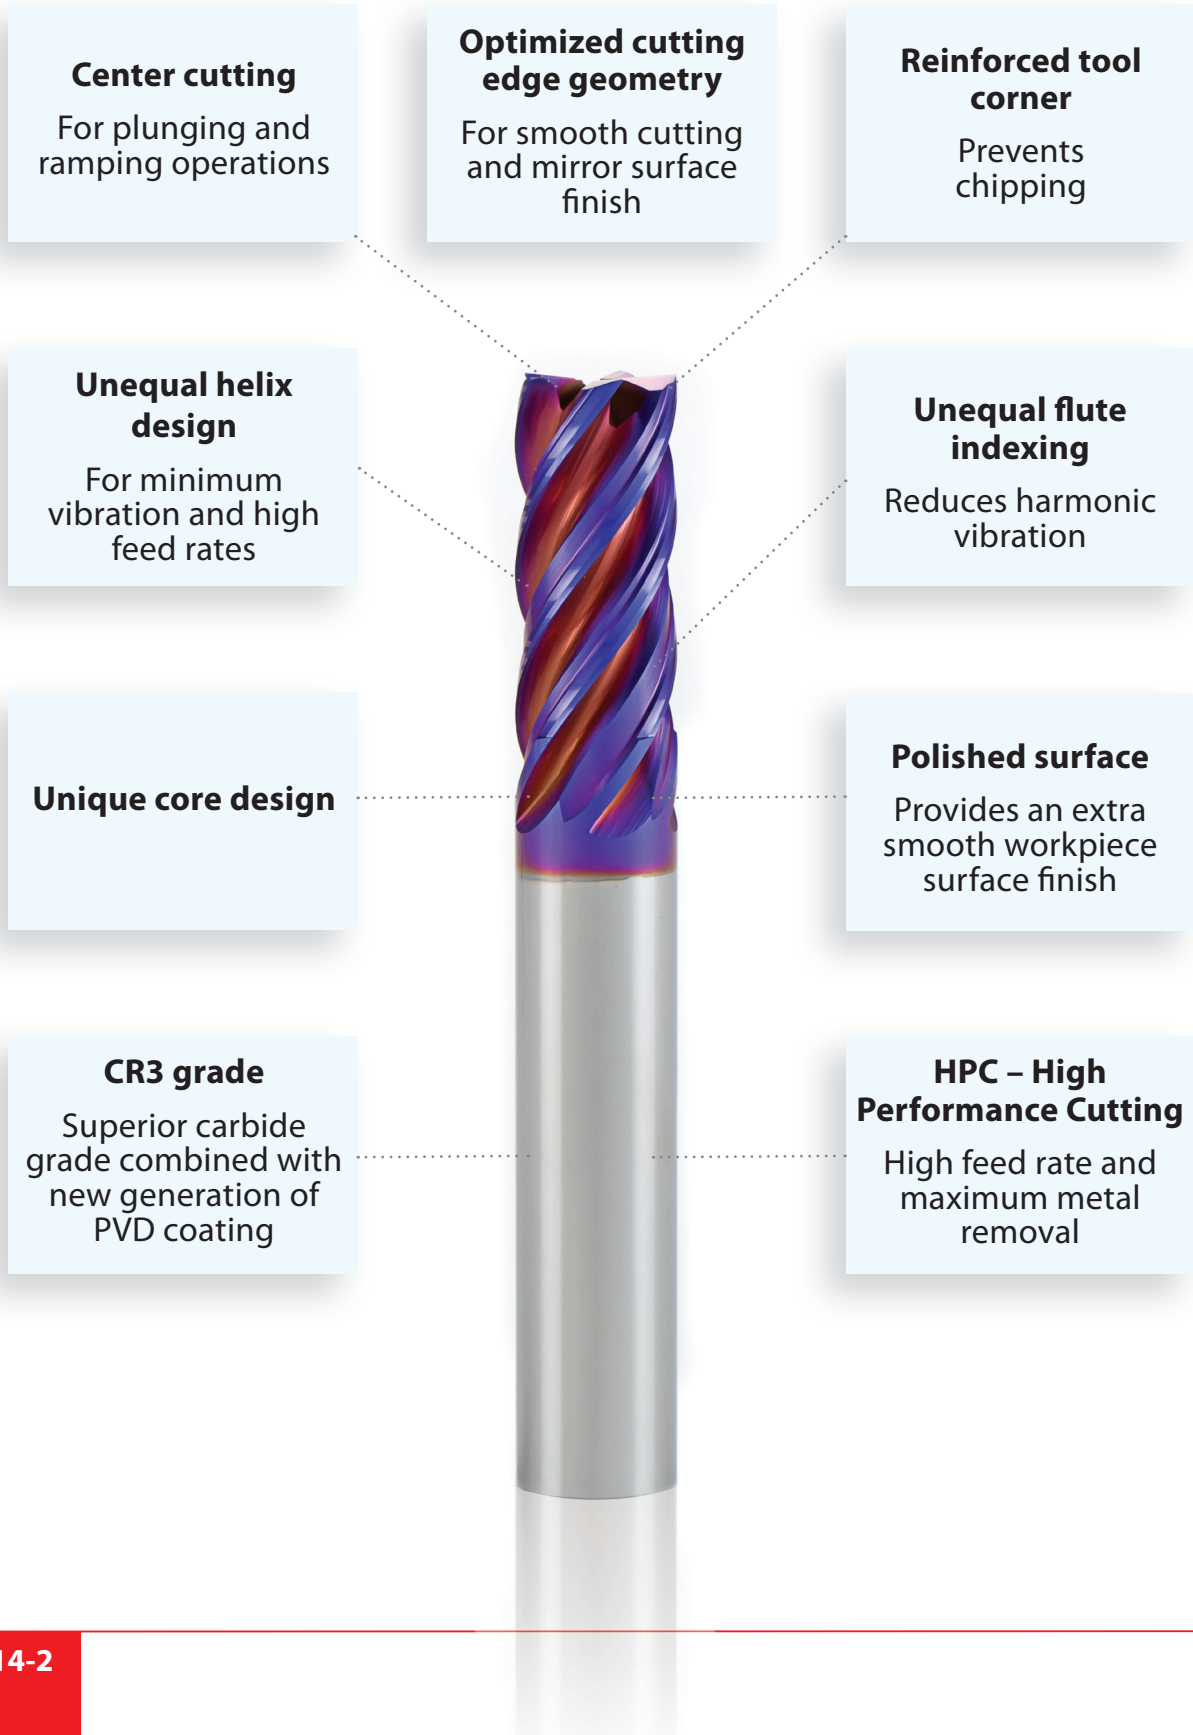 Center cutting
For plunging and
ramping operations
Optimized cutting
edge geometry
For smooth cutting
and mirror surface
finish
Reinforced tool
corner
Prevents
chipping
Unequal helix
design
For minimum
vibration and high
feed rates
Unequal flute
indexing
Reduces harmonic
vibration
Unique core design
Polished surface
Provides an extra
smooth workpiece
surface finish
CR3 grade
Superior carbide
grade combined with
new generation of
PVD coating
HPC – High
Performance Cutting
High feed rate and
maximum metal
removal
14-2